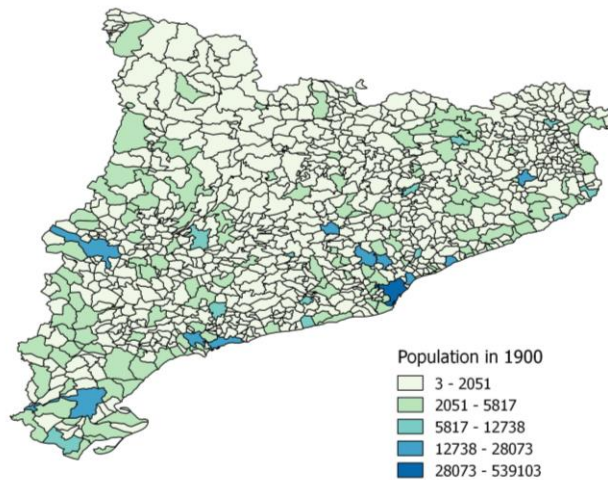 Population in 1900
3 - 2051
2051 - 5817
5817 - 12738
12738 - 28073
28073 - 539103